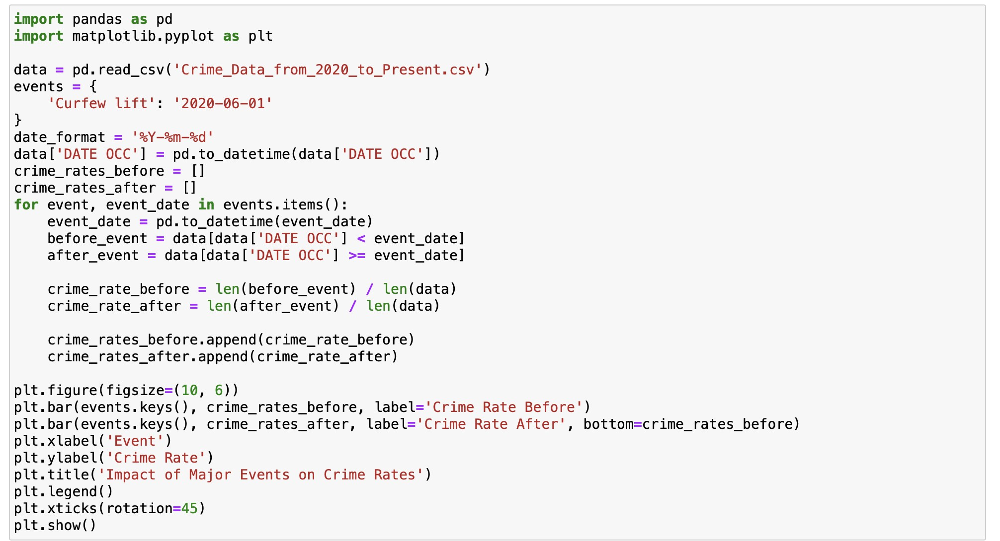 import pandas as pd
import matplotlib.pyplot as plt

data = pd.read_csv('Crime_Data_from_2020_to_Present.csv')
events = {
    'Curfew lift': '2020-06-01'
}
date_format = '%Y-%m-%d'
data['DATE OCC'] = pd.to_datetime(data['DATE OCC'])
crime_rates_before = []
crime_rates_after = []
for event, event_date in events.items():
    event_date = pd.to_datetime(event_date)
    before_event = data[data['DATE OCC'] < event_date]
    after_event = data[data['DATE OCC'] >= event_date]

    crime_rate_before = len(before_event) / len(data)
    crime_rate_after = len(after_event) / len(data)

    crime_rates_before.append(crime_rate_before)
    crime_rates_after.append(crime_rate_after)

plt.figure(figsize=(10, 6))
plt.bar(events.keys(), crime_rates_before, label='Crime Rate Before')
plt.bar(events.keys(), crime_rates_after, label='Crime Rate After', bottom=crime_rates_before)
plt.xlabel('Event')
plt.ylabel('Crime Rate')
plt.title('Impact of Major Events on Crime Rates')
plt.legend()
plt.xticks(rotation=45)
plt.show()